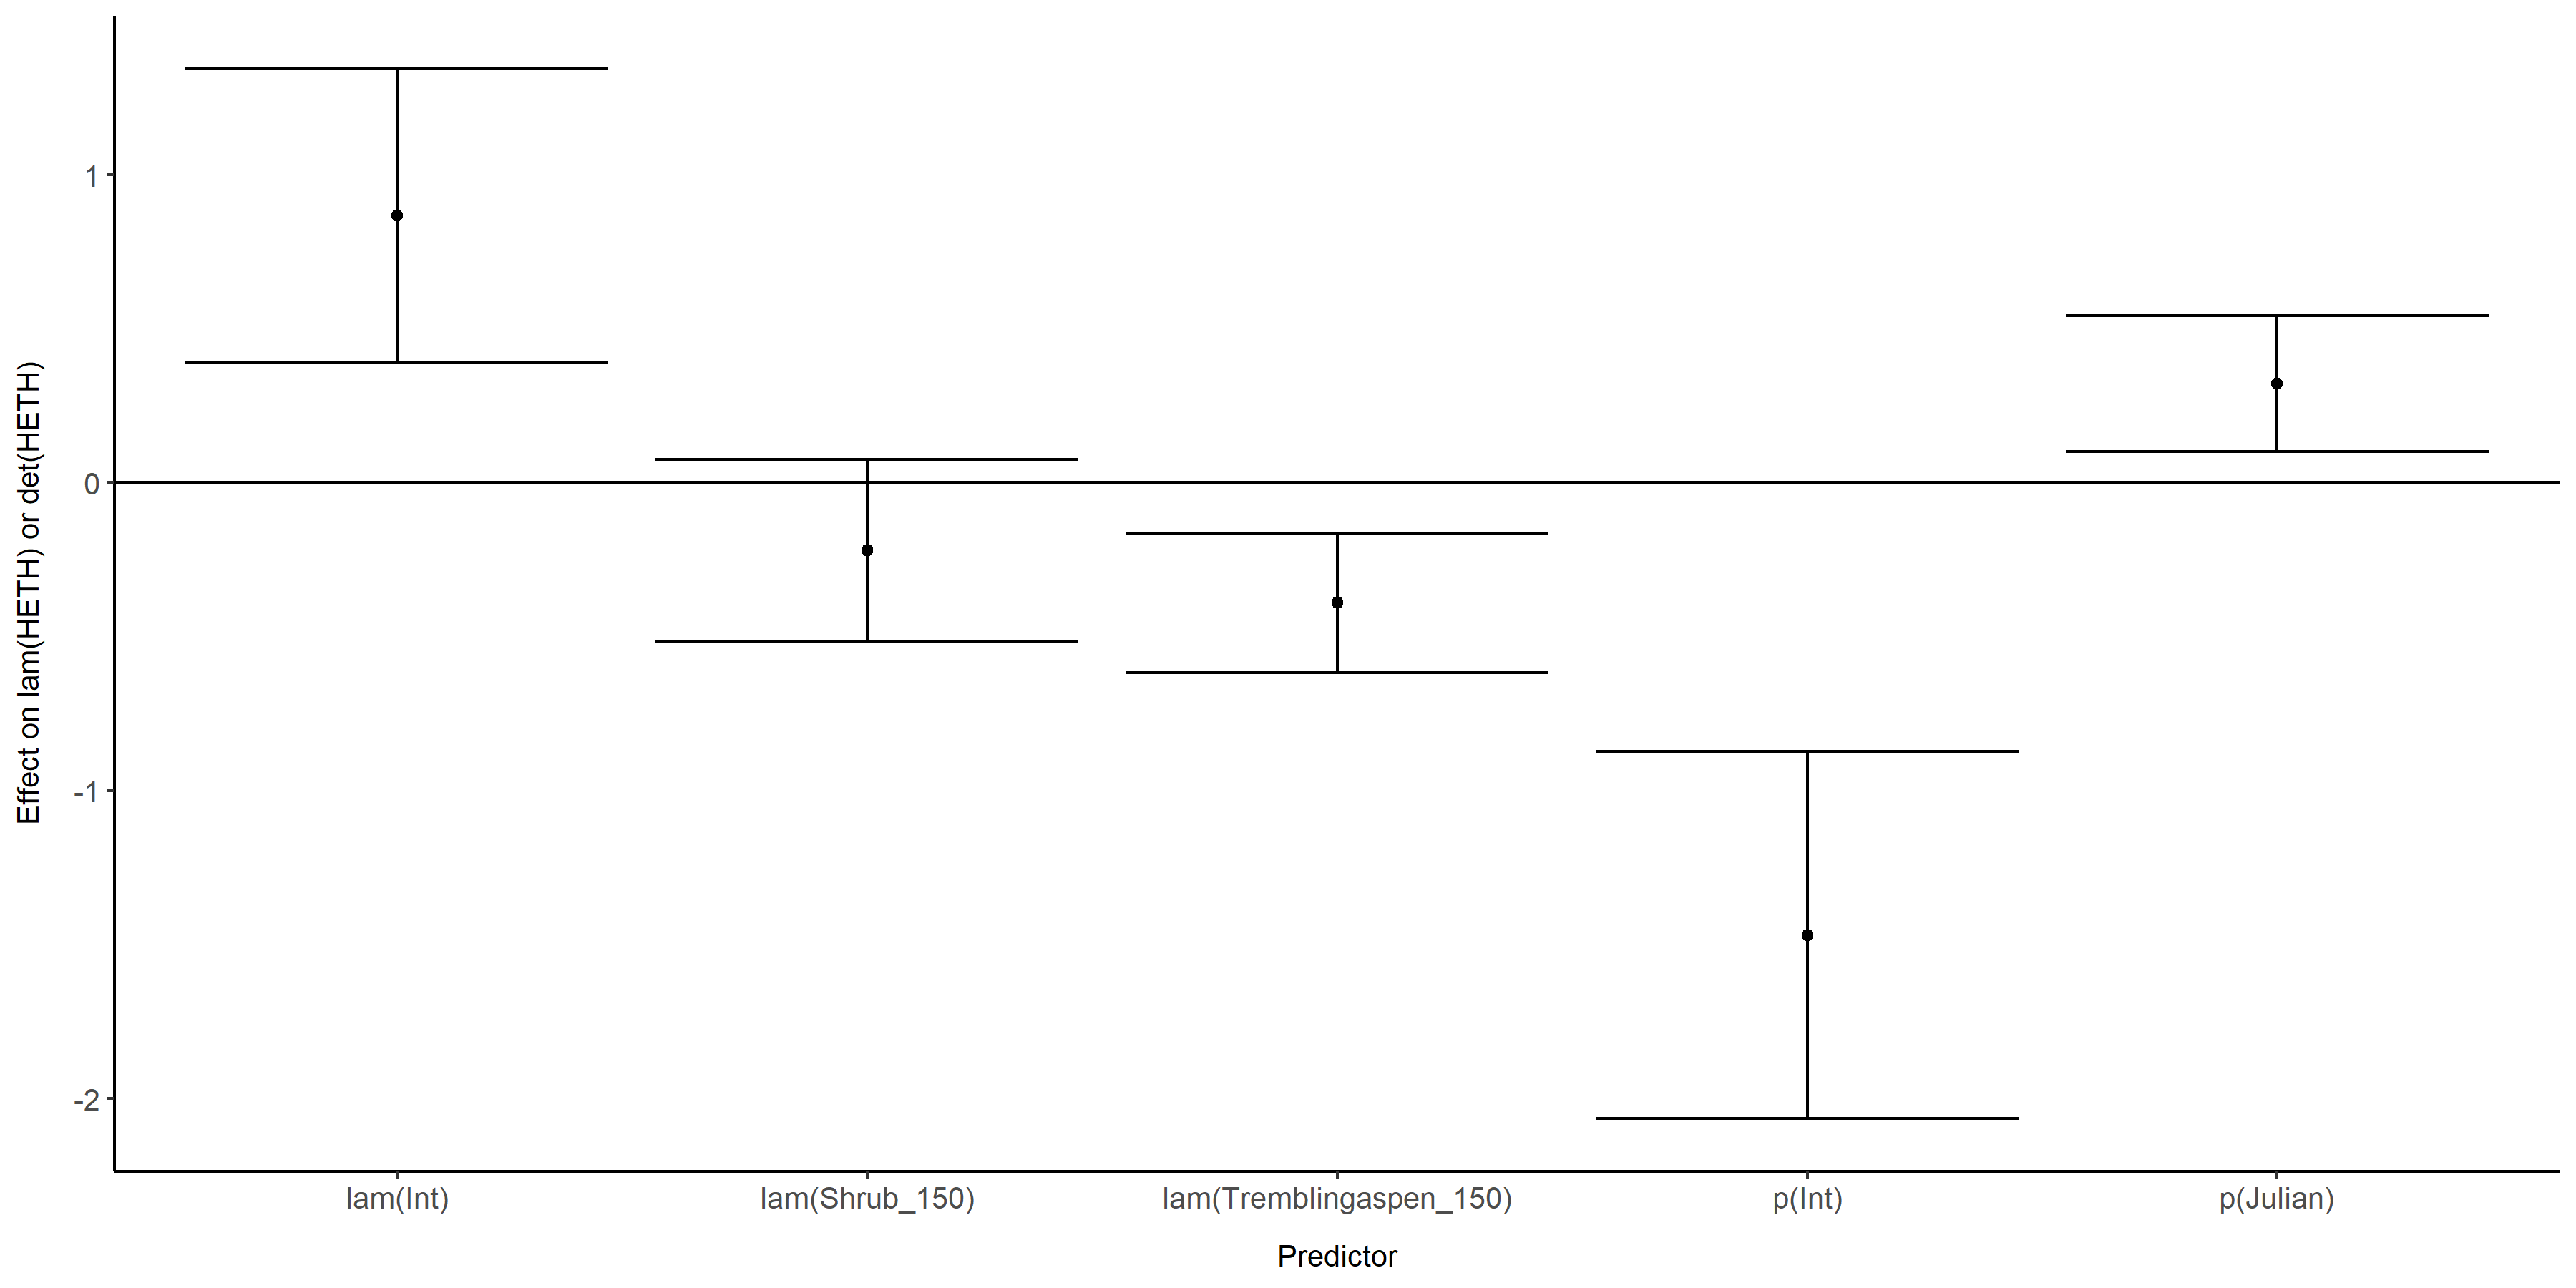 Effect on lam(HETH) or det(HETH)
1
0
-1
-2
lam(Int)
lam(Shrub_150)
lam(Tremblingaspen_150)
p(Int)
p(Julian)
Predictor